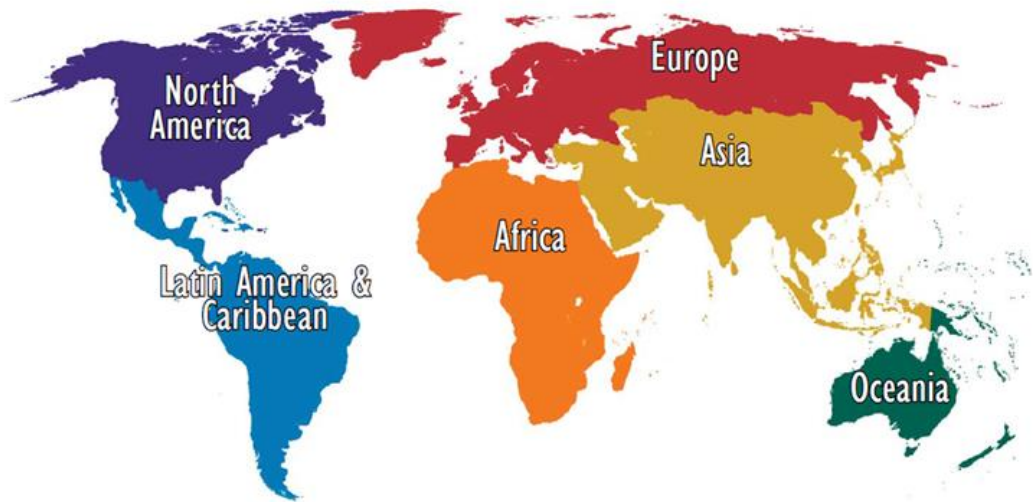 North
America
Europe
Asia
Africa
Latin America &
Caribbean
Oceania